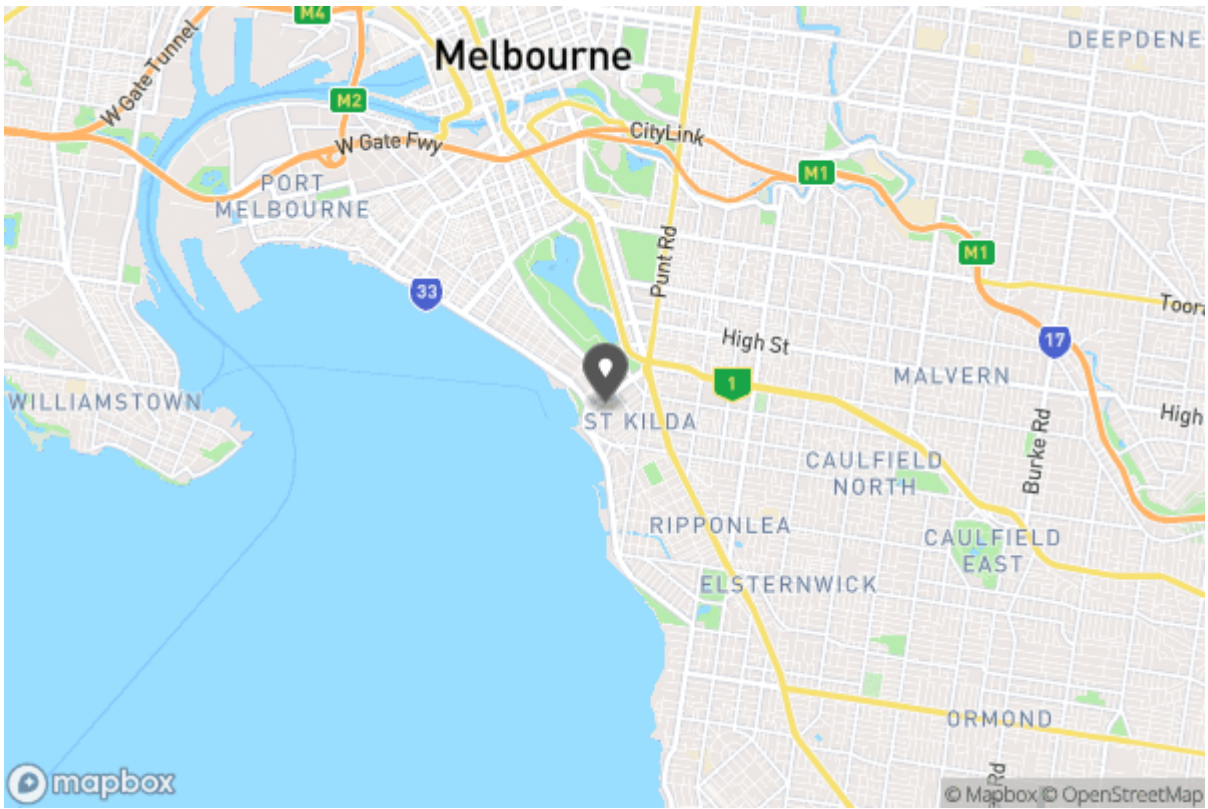 M4
W Gate Tunnel
Melbourne
DEEPDENE
M2
CityLink
W Gate Fwy
M1
PORT
MELBOURNE
Punt Rd
M1
33
High St
17
MALVERN
1
WILLIAMSTOWN
ST KILDA
High
Burke Rd
CAULFIELD
NORTH
RIPPONLEA
CAULFIELD
EAST
ELSTERNWICK
ORMOND
Rd
mapbox
© Mapbox © OpenStreetMap